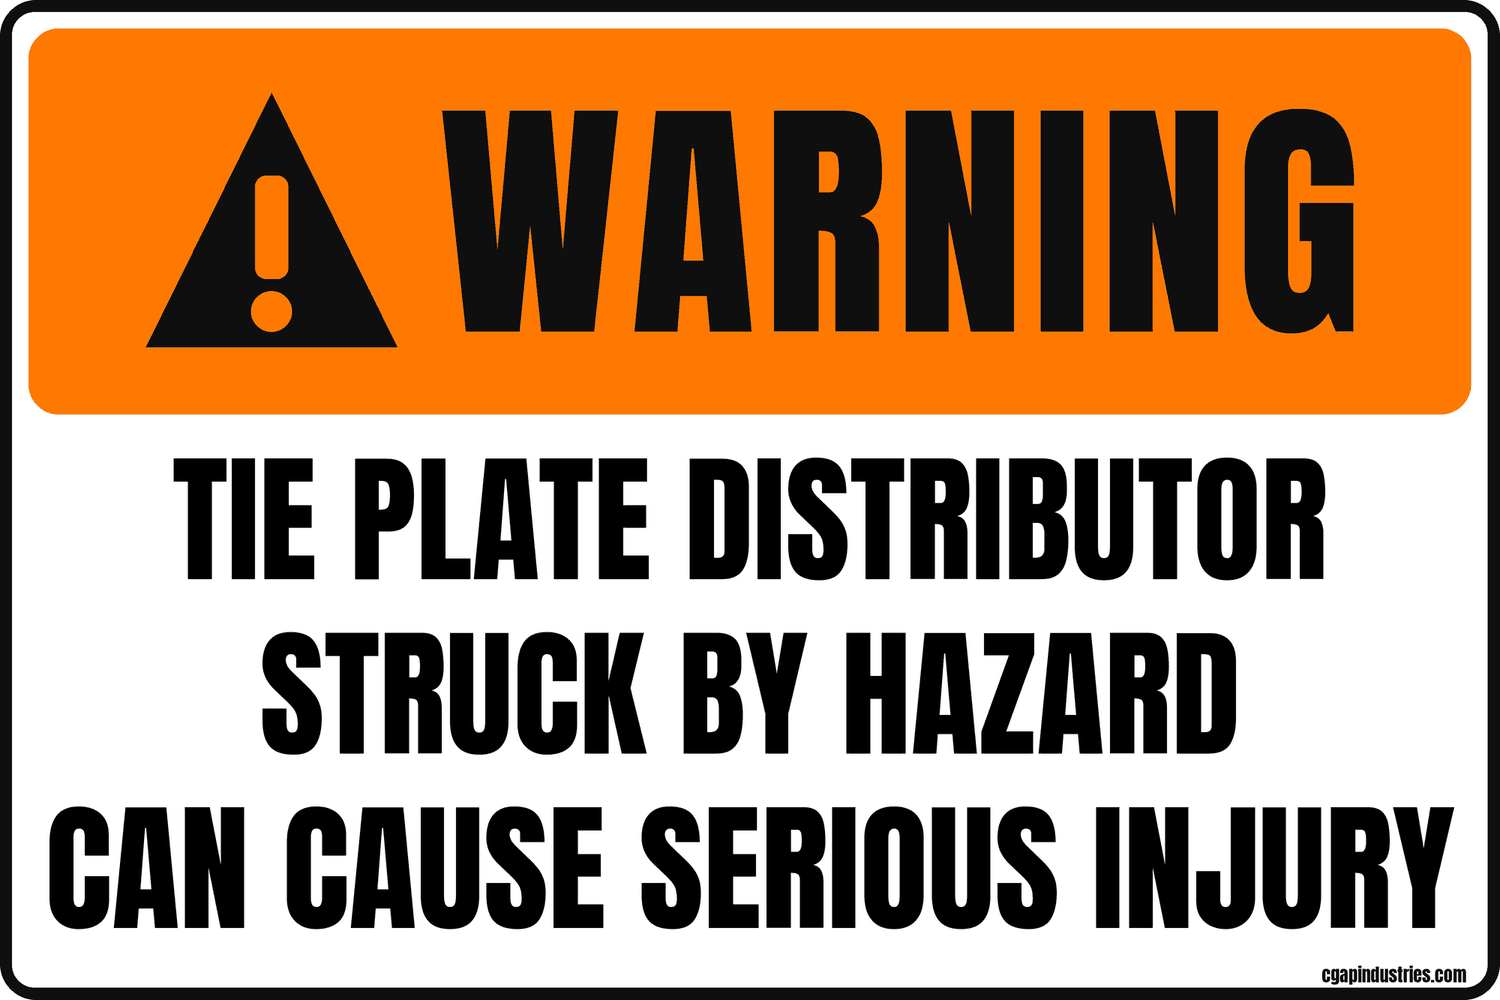 WARNING
TIE PLATE DISTRIBUTOR
STRUCK BY HAZARD
CAN CAUSE SERIOUS INJURY
cgapindustries.com